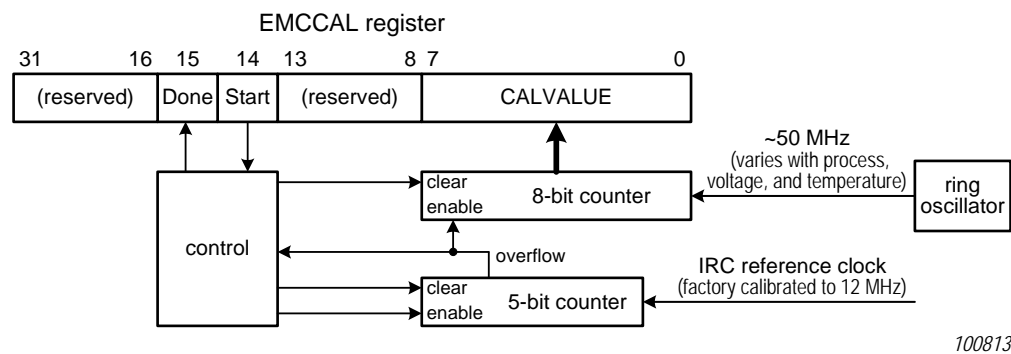 EMCCAL register
31 16 15 14 13 8 7 0
(reserved) Done Start (reserved) CALVALUE
~50 MHz
(varies with process,
voltage, and temperature)
ring
oscillator
clear
enable
8-bit counter
control
overflow
IRC reference clock
(factory calibrated to 12 MHz)
clear
enable
5-bit counter
100813